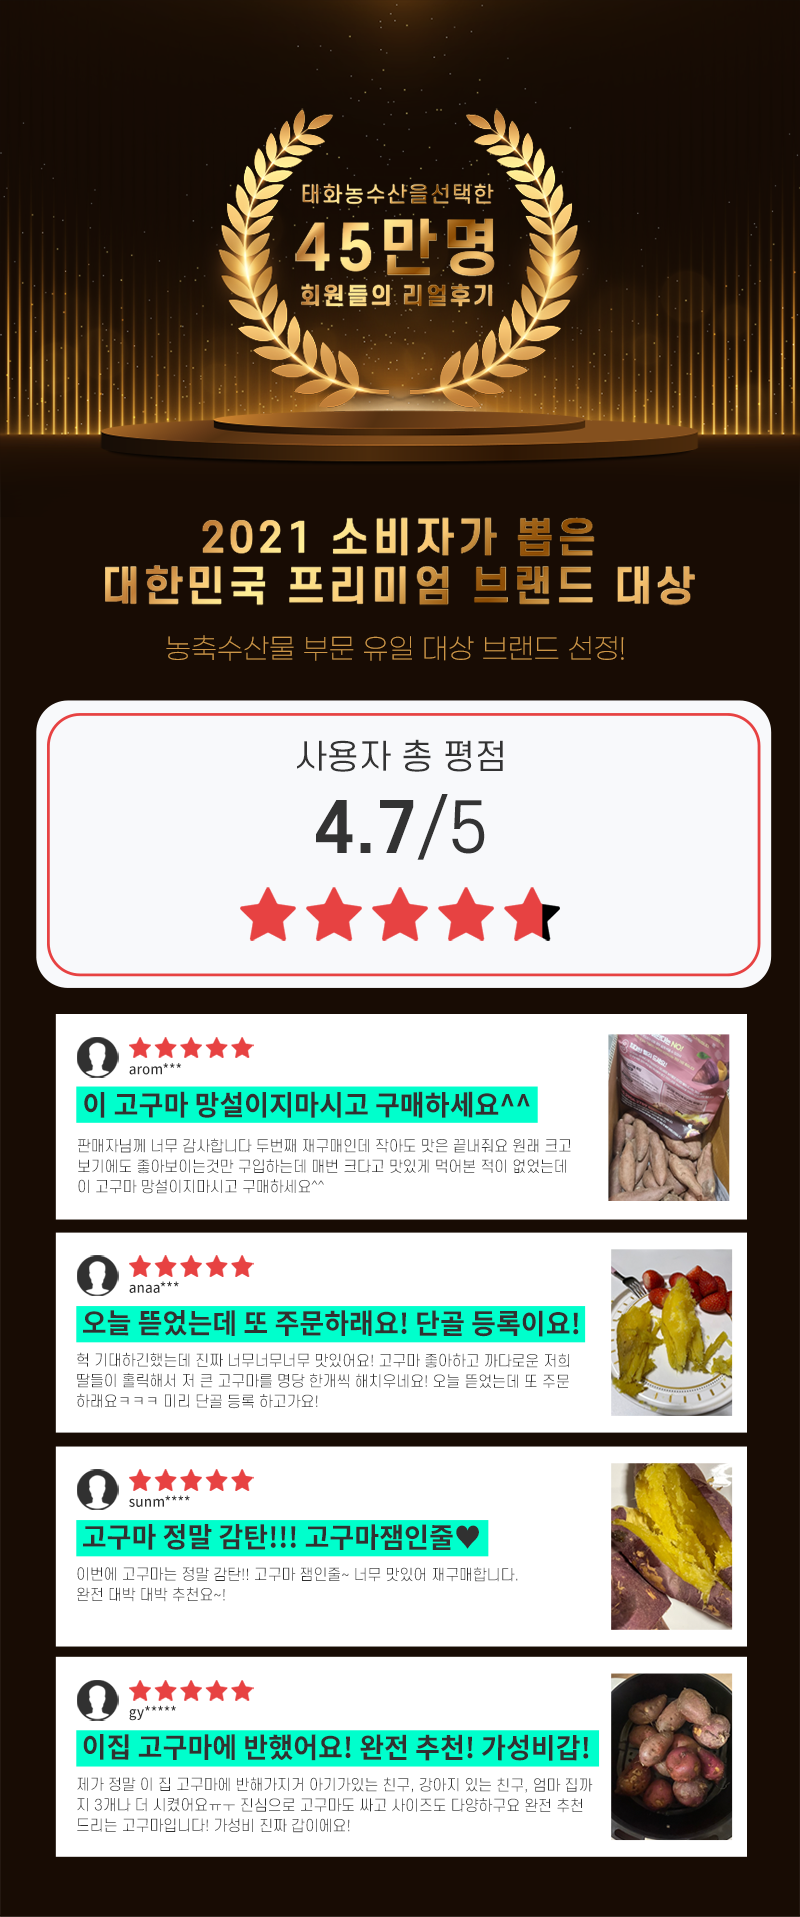 태화농수산을선택한
45만명
회원들의 리얼후기
2021 소비자가 뽑은
대한민국 프리미엄 브랜드 대상
농축수산물 부문 유일 대상 브랜드 선정!
사용자 총 평점
4.7/5
arom***
이 고구마 망설이지마시고 구매하세요^^
판매자님께 너무 감사합니다 두번째 재구매인데 작아도 맛은 끝내줘요 원래 크고
보기에도 좋아보이는것만 구입하는데 매번 크다고 맛있게 먹어본 적이 없었는데
이 고구마 망설이지마시고 구매하세요^^
NO!
anaa***
오늘 뜯었는데 또 주문하래요! 단골 등록이요!
헉 기대하긴했는데 진짜 너무너무너무 맛있어요! 고구마 좋아하고 까다로운 저희
딸들이 홀릭해서 저 큰 고구마를 명당 한개씩 해치우네요! 오늘 뜯었는데 또 주문
하래요ㅋㅋㅋ 미리 단골 등록 하고가요!
sunm****
고구마 정말 감탄!!! 고구마잼인줄♥
이번에 고구마는 정말 감탄!! 고구마 잼인줄~ 너무 맛있어 재구매합니다.
완전 대박 대박 추천요~!
gy*****
이집 고구마에 반했어요! 완전 추천! 가성비갑!
제가 정말 이 집 고구마에 반해가지거 아기가있는 친구, 강아지 있는 친구, 엄마 집까
지 3개나 더 시켰어요ㅠㅜ 진심으로 고구마도 싸고 사이즈도 다양하구요 완전 추천
드리는 고구마입니다! 가성비 진짜 갑이에요!